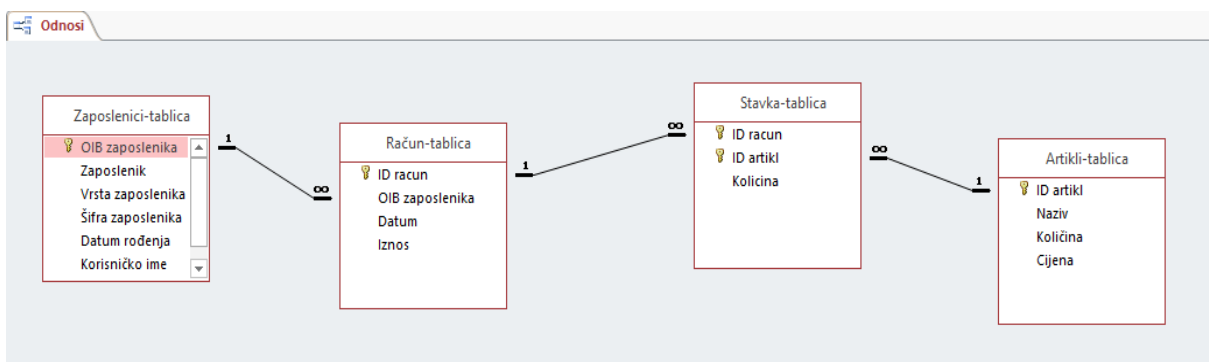 Odnosi
Zaposlenici-tablica
OIB zaposlenika
Zaposlenik
Vrsta zaposlenika
Šifra zaposlenika
Datum rođenja
Korisničko ime
1
∞
Račun-tablica
ID racun
OIB zaposlenika
Datum
Iznos
1
∞
Stavka-tablica
ID racun
ID artikl
Kolicina
∞
1
Artikli-tablica
ID artikl
Naziv
Količina
Cijena